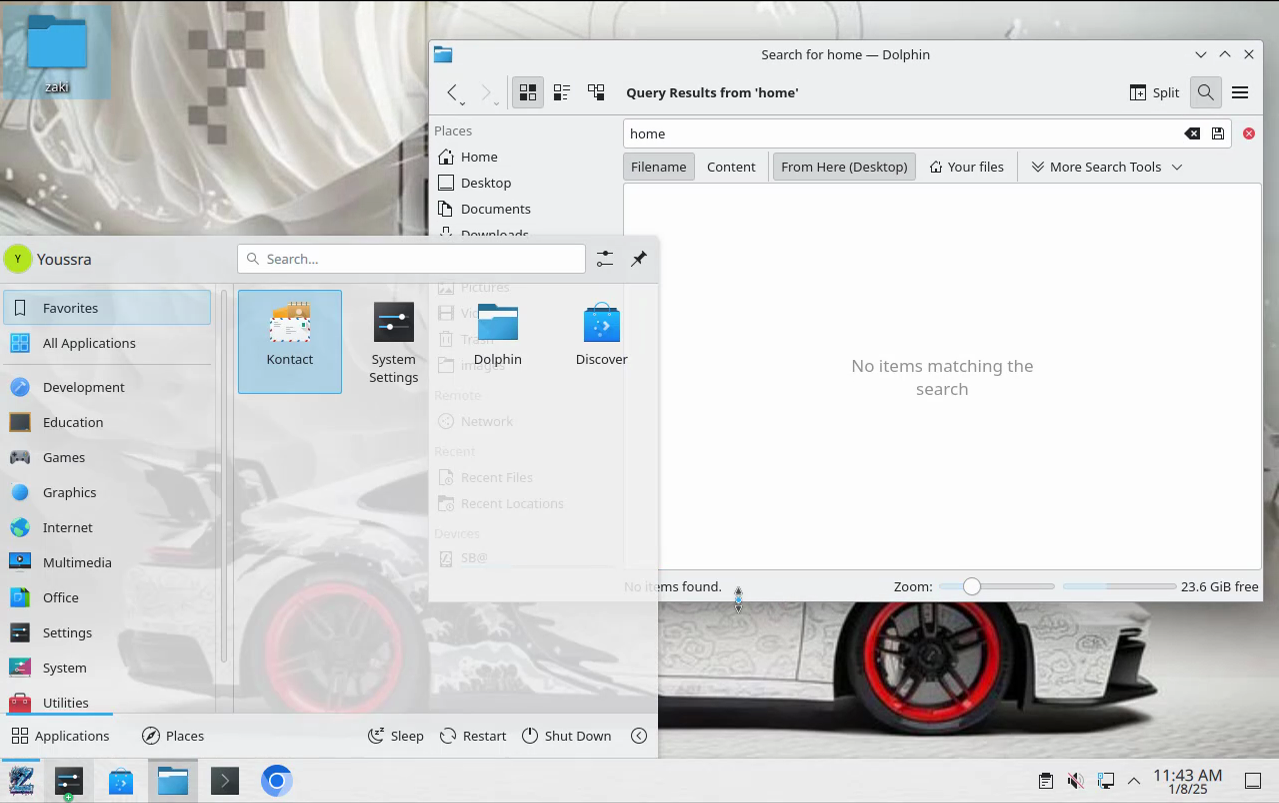 zaki
Search for home — Dolphin
Query Results from 'home'
Split
Places
home
Home
Filename
Content
From Here (Desktop)
Your files
More Search Tools
Desktop
Documents
Downloads
Y
Youssra
Search...
Pictures
Trash
images
Remote
Network
Recent
Recent Files
Recent Locations
Devices
SB@
Favorites
All Applications
Development
Education
Games
Graphics
Internet
Multimedia
Office
Settings
System
Utilities
Kontact
System
Settings
Dolphin
Discover
No items matching the
search
No items found.
Zoom:
23.6 GiB free
Applications
Places
Sleep
Restart
Shut Down
11:43 AM
1/8/25